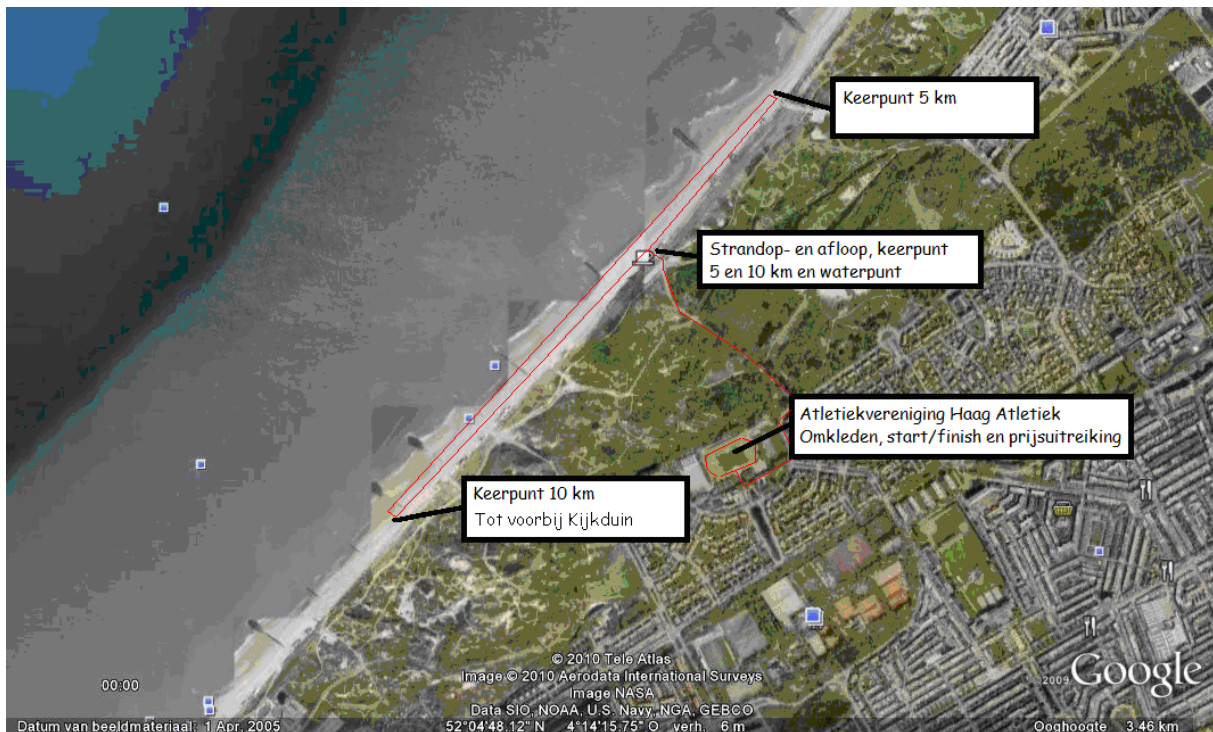 Keerpunt 5 km
Strandop- en afloop, keerpunt
5 en 10 km en waterpunt
Atletiekvereniging Haag Atletiek
Omkleden, start/finish en prijsuitreiking
Keerpunt 10 km
Tot voorbij Kijkduin
© 2010 Tele Atlas
Image © 2010 Aerodata International Surveys
Image NASA
Data SIO, NOAA, U.S. Navy, NGA, GEBCO
00:00
2009 Google
Datum van beeldmateriaal: 1 Apr, 2005 52°04'48.12" N 4°14'15.75" O verh. 6 m Ooghoogte 3.46 km